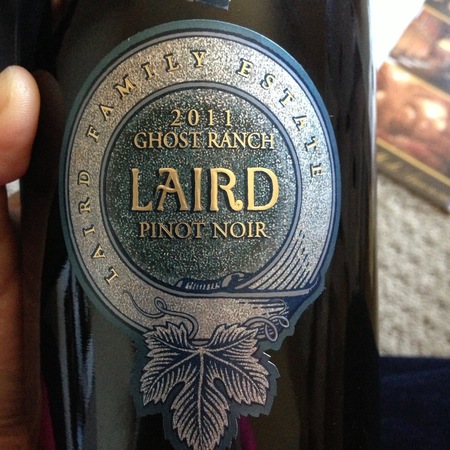 LAIRD FAMILY ESTATE
2011
GHOST RANCH
LAIRD
PINOT NOIR